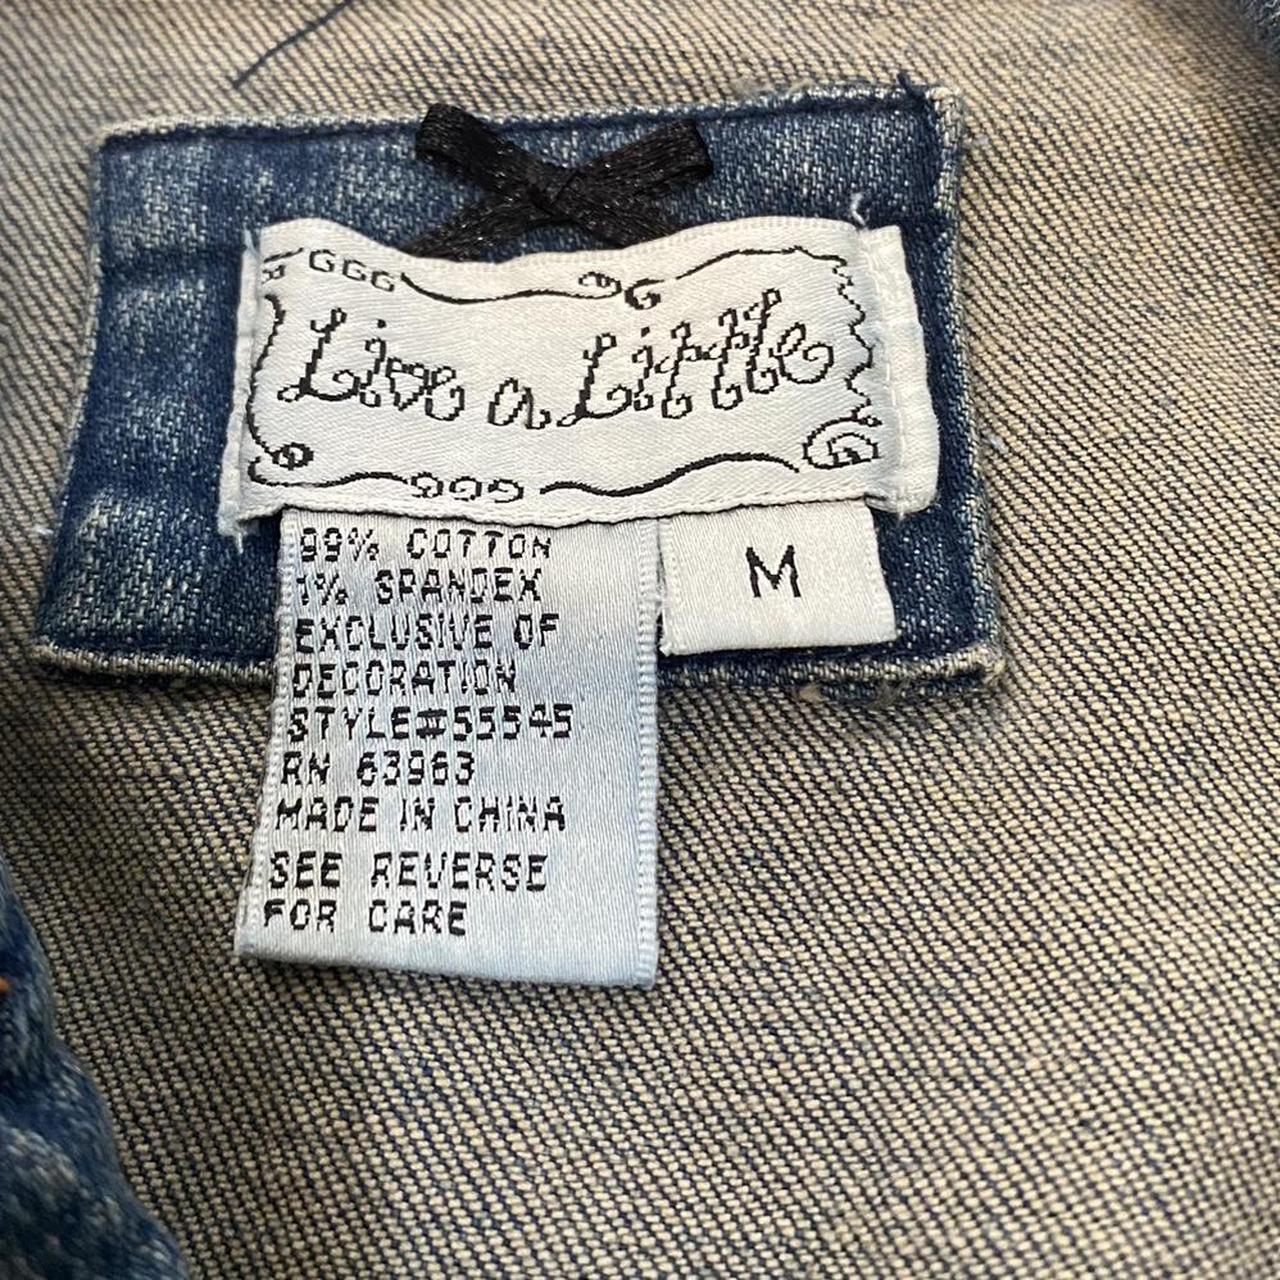 Live a Little
99% COTTON
1% SPANDEX
EXCLUSIVE OF
DECORATION
STYLE#55545
RN 63963
MADE IN CHINA
SEE REVERSE
FOR CARE
M